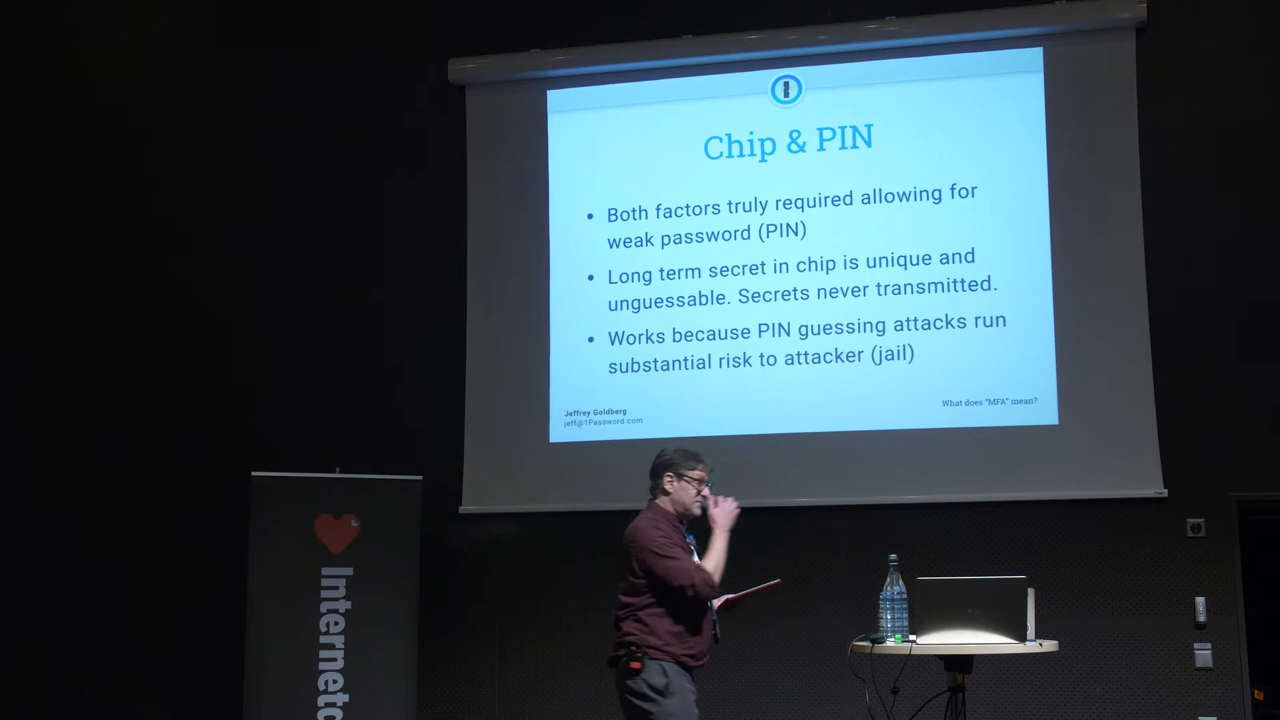 Chip & PIN
• Both factors truly required allowing for
weak password (PIN)
• Long term secret in chip is unique and
unguessable. Secrets never transmitted.
• Works because PIN guessing attacks run
substantial risk to attacker (jail)
Jeffrey Goldberg
jeff@1Password.com
What does “MFA” mean?